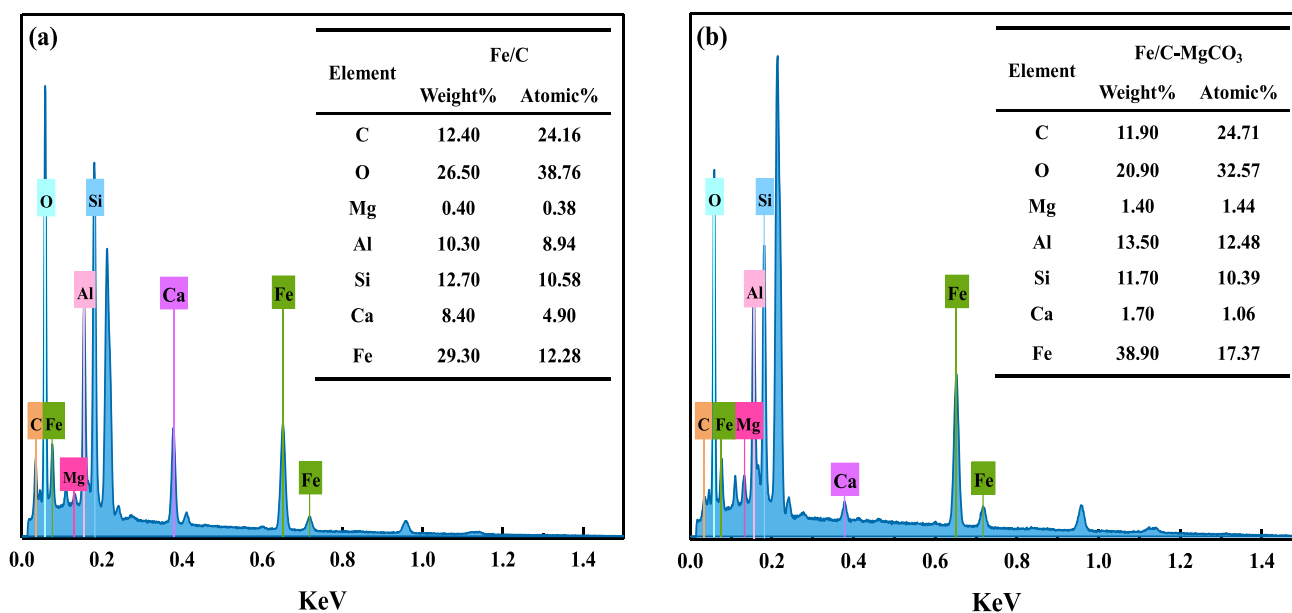 (a)
Fe/C
Element
Weight% Atomic%
C 12.40 24.16
O 26.50 38.76
Mg 0.40 0.38
Al 10.30 8.94
Si 12.70 10.58
Ca 8.40 4.90
Fe 29.30 12.28
O
Si
Al
Ca
Fe
C
Fe
Mg
Fe
0.0 0.2 0.4 0.6 0.8 1.0 1.2 1.4
KeV
(b)
Fe/C-MgCO₃
Element
Weight% Atomic%
C 11.90 24.71
O 20.90 32.57
Mg 1.40 1.44
Al 13.50 12.48
Si 11.70 10.39
Ca 1.70 1.06
Fe 38.90 17.37
O
Si
Al
Fe
C
Fe
Mg
Ca
Fe
0.0 0.2 0.4 0.6 0.8 1.0 1.2 1.4
KeV